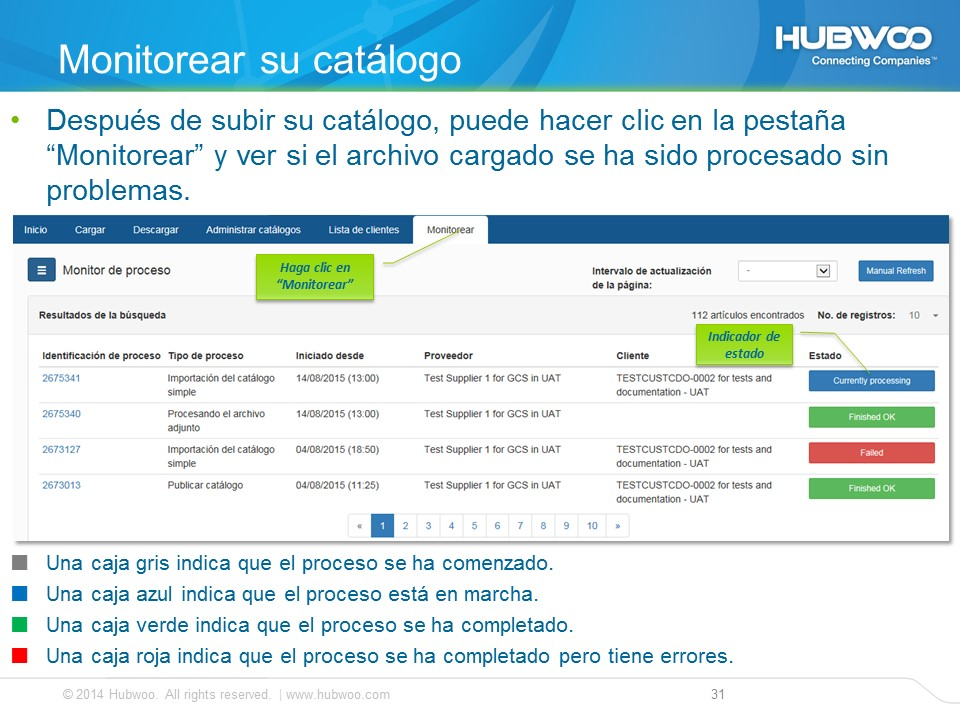 Monitorear su catálogo
HUBWOO
Connecting Companies™
• Después de subir su catálogo, puede hacer clic en la pestaña
“Monitorear” y ver si el archivo cargado se ha sido procesado sin
problemas.
Inicio Cargar Descargar Administrar catálogos Lista de clientes Monitorear
Monitor de proceso
Haga clic en
“Monitorear”
Intervalo de actualización
de la página:
-
Manual Refresh
Resultados de la búsqueda
112 artículos encontrados No. de registros: 10
Indicador de
estado
Identificación de proceso Tipo de proceso Iniciado desde Proveedor Cliente Estado
2675341 Importación del catálogo 14/08/2015 (13:00) Test Supplier 1 for GCS in UAT TESTCUSTCDO-0002 for tests and Currently processing
simple documentation - UAT
2675340 Procesando el archivo 14/08/2015 (13:00) Test Supplier 1 for GCS in UAT Finished OK
adjunto
2673127 Importación del catálogo 04/08/2015 (18:50) Test Supplier 1 for GCS in UAT TESTCUSTCDO-0002 for tests and Failed
simple documentation - UAT
2673013 Publicar catálogo 04/08/2015 (11:25) Test Supplier 1 for GCS in UAT TESTCUSTCDO-0002 for tests and Finished OK
documentation - UAT
« 1 2 3 4 5 6 7 8 9 10 »
Una caja gris indica que el proceso se ha comenzado.
Una caja azul indica que el proceso está en marcha.
Una caja verde indica que el proceso se ha completado.
Una caja roja indica que el proceso se ha completado pero tiene errores.
© 2014 Hubwoo. All rights reserved. | www.hubwoo.com 31